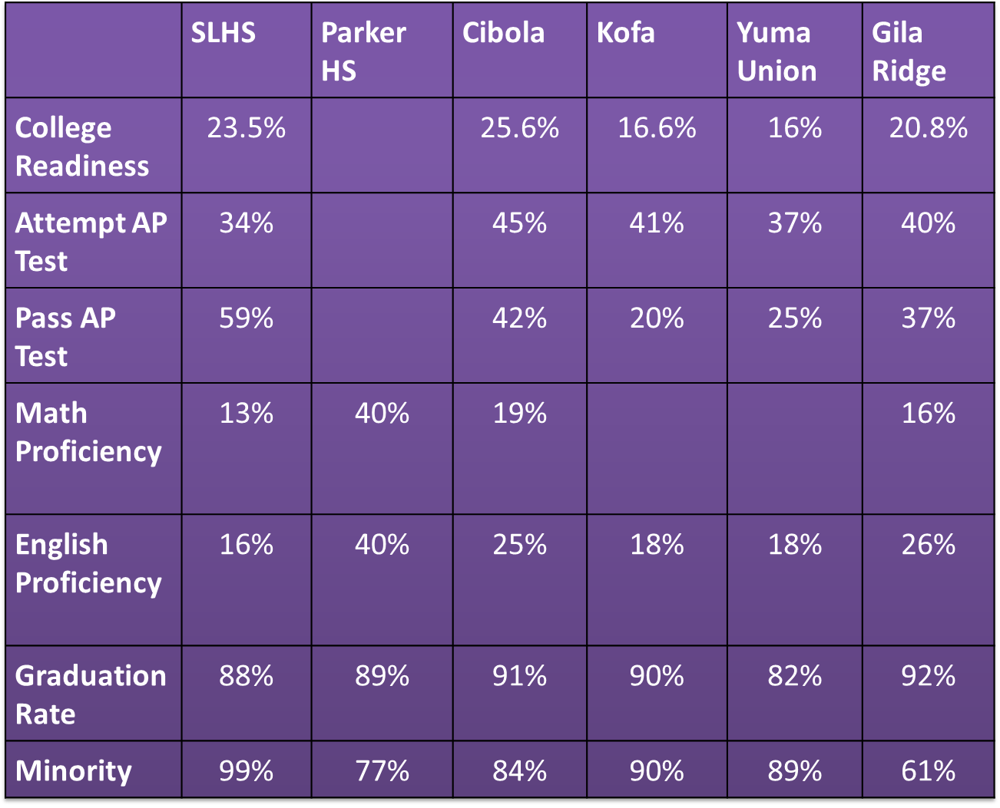 SLHS Parker HS Cibola Kofa Yuma Union Gila Ridge
College Readiness 23.5% 25.6% 16.6% 16% 20.8%
Attempt AP Test 34% 45% 41% 37% 40%
Pass AP Test 59% 42% 20% 25% 37%
Math Proficiency 13% 40% 19% 16%
English Proficiency 16% 40% 25% 18% 18% 26%
Graduation Rate 88% 89% 91% 90% 82% 92%
Minority 99% 77% 84% 90% 89% 61%